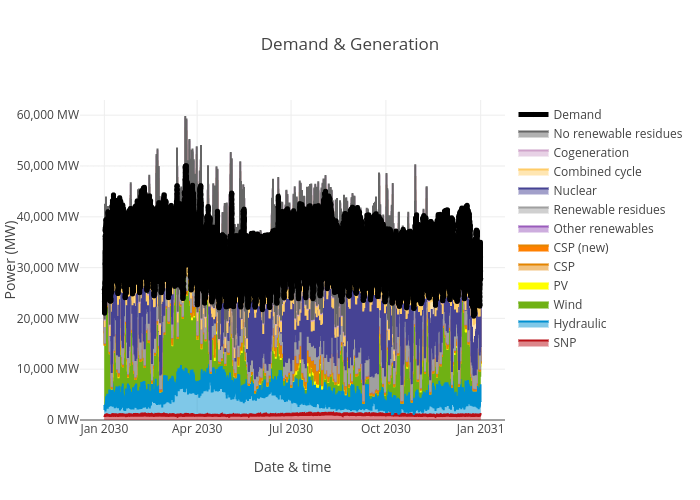 Demand & Generation
60,000 MW
50,000 MW
40,000 MW
30,000 MW
20,000 MW
10,000 MW
0 MW
Power (MW)
Jan 2030
Apr 2030
Jul 2030
Oct 2030
Jan 2031
Date & time
Demand
No renewable residues
Cogeneration
Combined cycle
Nuclear
Renewable residues
Other renewables
CSP (new)
CSP
PV
Wind
Hydraulic
SNP